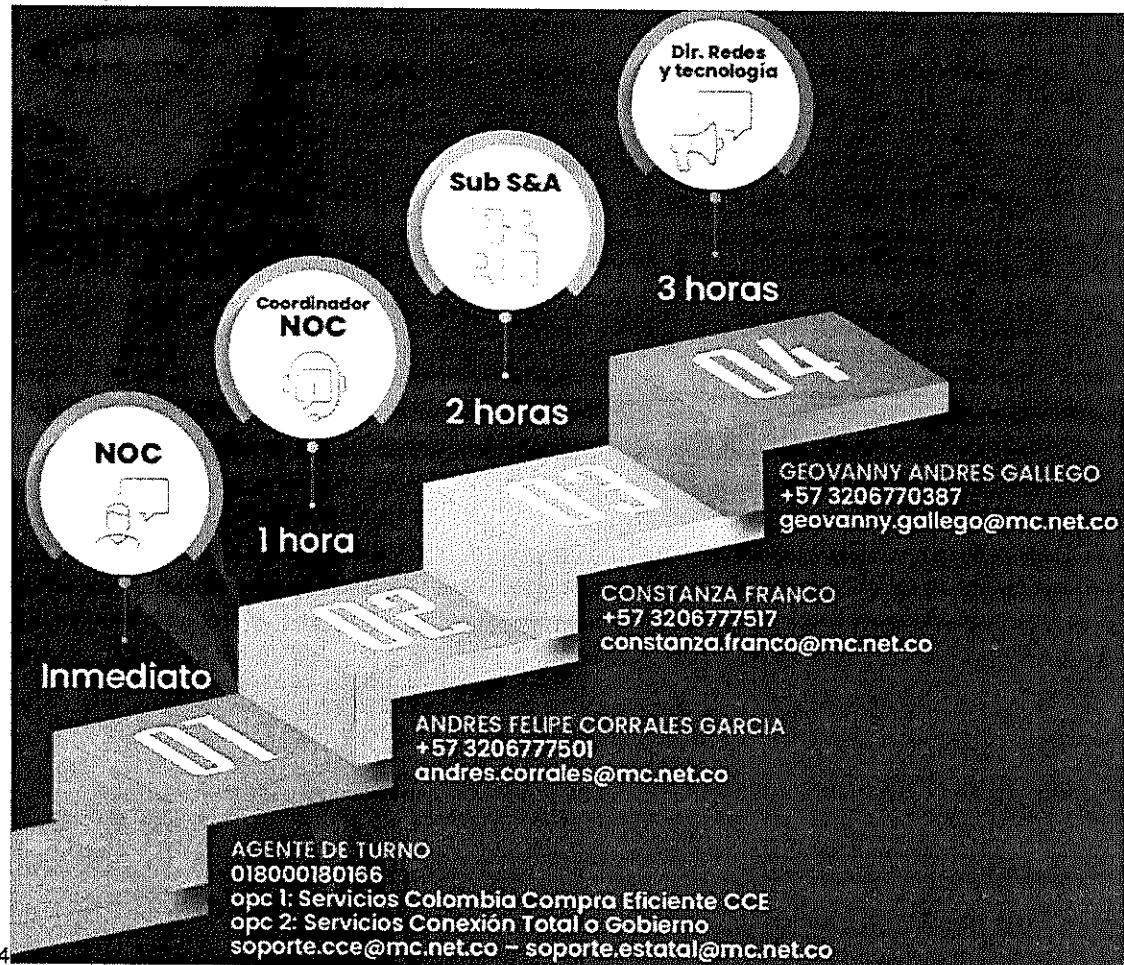 Dir. Redes
y tecnología
Sub S&A
3 horas
Coordinador
NOC
2 horas
04
NOC
1 hora
03
GEOVANNY ANDRES GALLEGO
+57 3206770387
geovanny.gallego@mc.net.co
Inmediato
02
CONSTANZA FRANCO
+57 3206777517
constanza.franco@mc.net.co
01
ANDRES FELIPE CORRALES GARCIA
+57 3206777501
andres.corrales@mc.net.co
AGENTE DE TURNO
018000180166
opc 1: Servicios Colombia Compra Eficiente CCE
opc 2: Servicios Conexión Total o Gobierno
soporte.cce@mc.net.co – soporte.estatal@mc.net.co
4